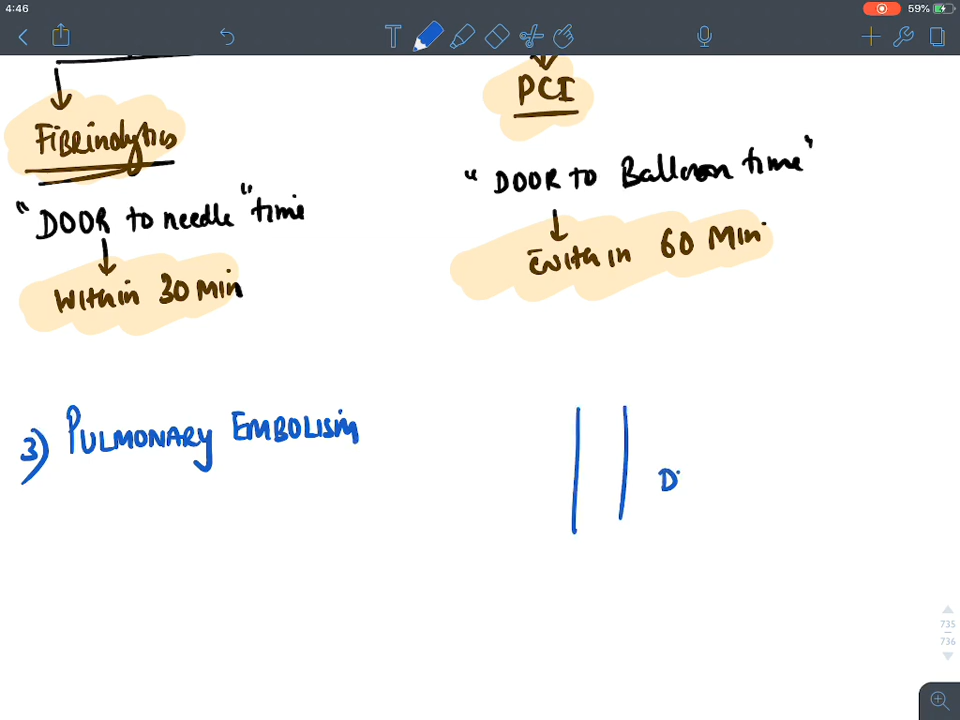 4:46
59%
T
Fibrinolytics
PCI
"DOOR to needle" time
"DOOR to Balloon time"
within 30 Min
within 60 Min
3) PULMONARY EMBOLISM
D
735
736